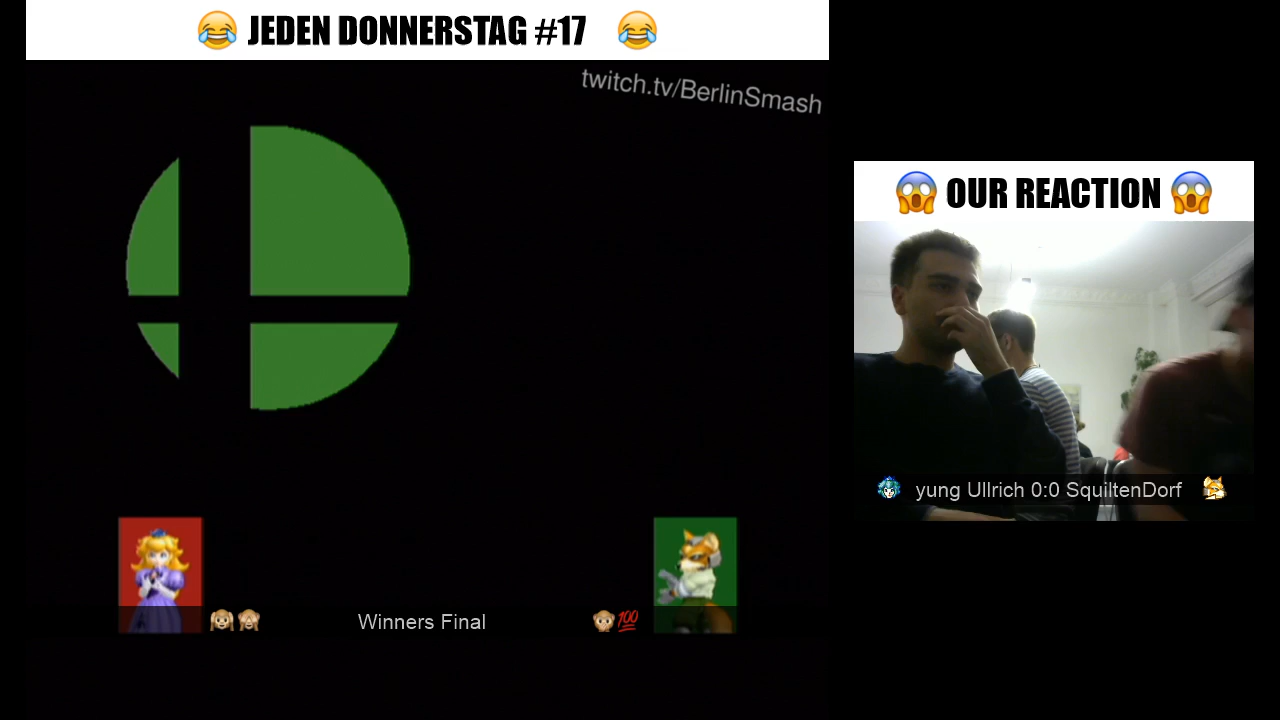 😂 JEDEN DONNERSTAG #17 😂
twitch.tv/BerlinSmash
😱 OUR REACTION 😱
yung Ullrich 0:0 SquiltenDorf
Winners Final
💯